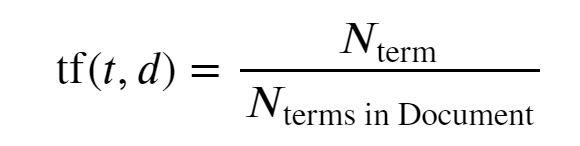 tf(t, d) = N_term / N_terms in Document